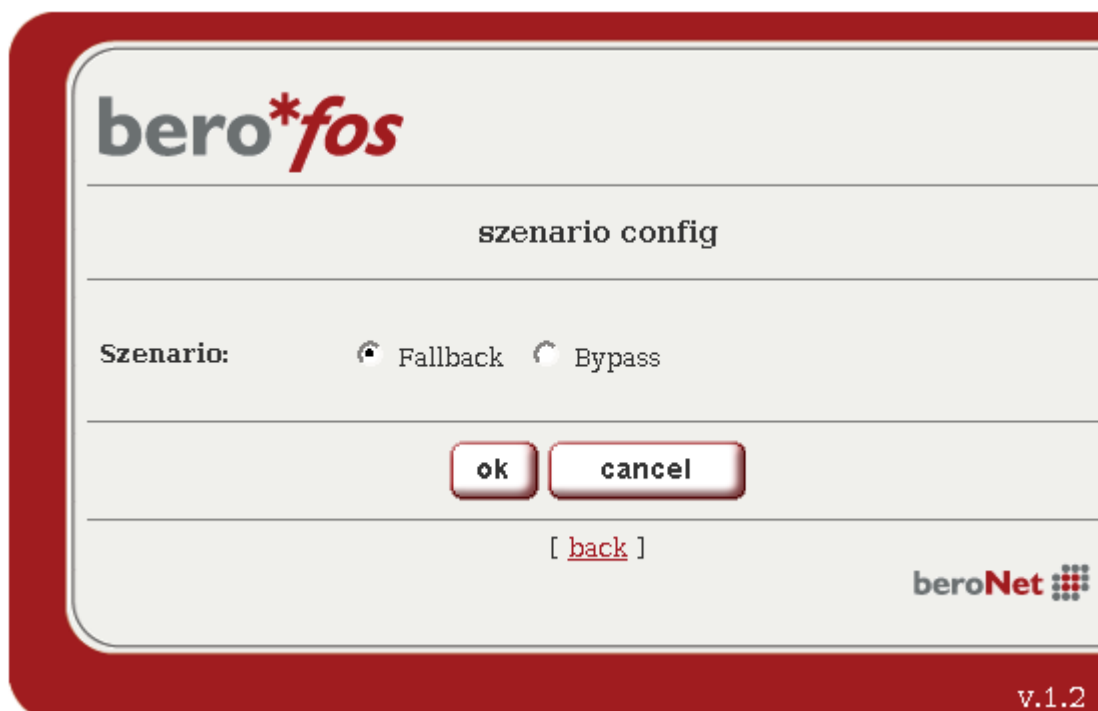 bero*fos
szenario config
Szenario: Fallback Bypass
ok cancel
[ back ]
beroNet
v.1.2